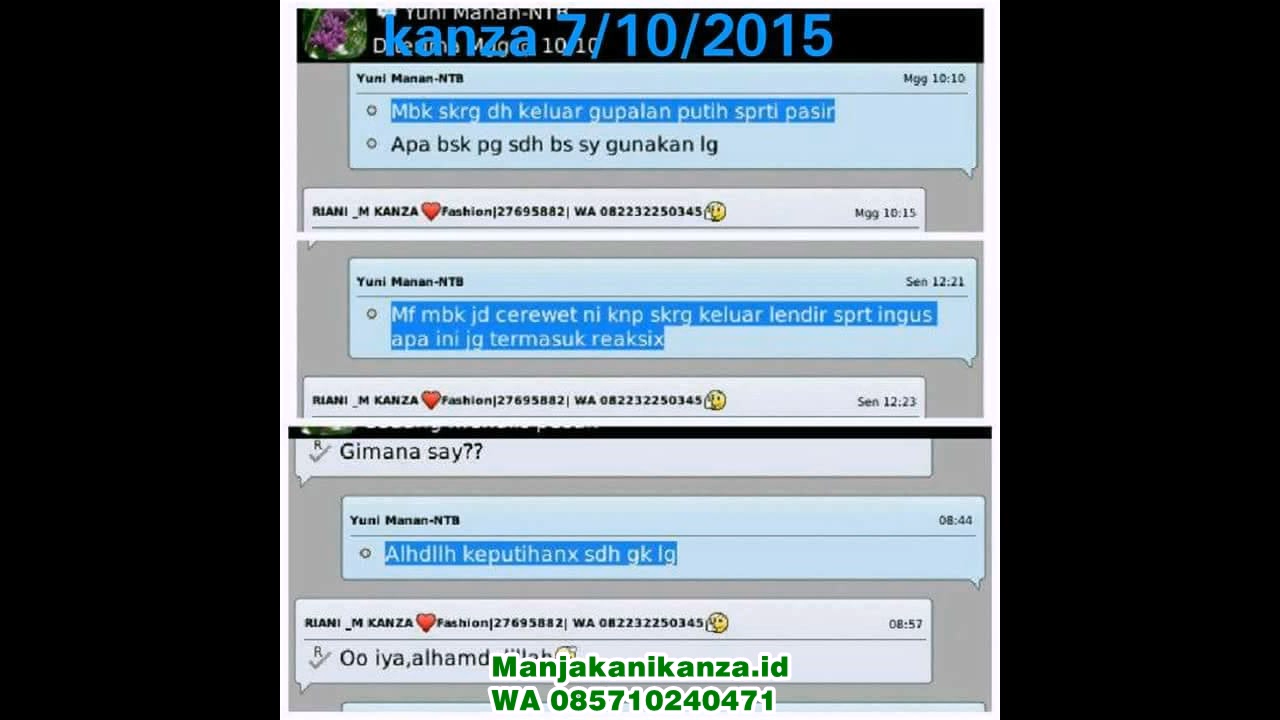 Yuni Manan-NTB
kanza 7/10/2015
Yuni Manan-NTB Mgg 10:10
Mbk skrg dh keluar gupalan putih sprti pasir
Apa bsk pg sdh bs sy gunakan lg
RIANI _M KANZA ❤️Fashion|27695882| WA 082232250345 Mgg 10:15
Yuni Manan-NTB Sen 12:21
Mf mbk jd cerewet ni knp skrg keluar lendir sprt ingus
apa ini jg termasuk reaksix
RIANI _M KANZA ❤️Fashion|27695882| WA 082232250345 Sen 12:23
R
Gimana say??
Yuni Manan-NTB 08:44
Alhdllh keputihanx sdh gk lg
RIANI _M KANZA ❤️Fashion|27695882| WA 082232250345 08:57
R
Oo iya,alhamdulillah
Manjakanikanza.id
WA 085710240471